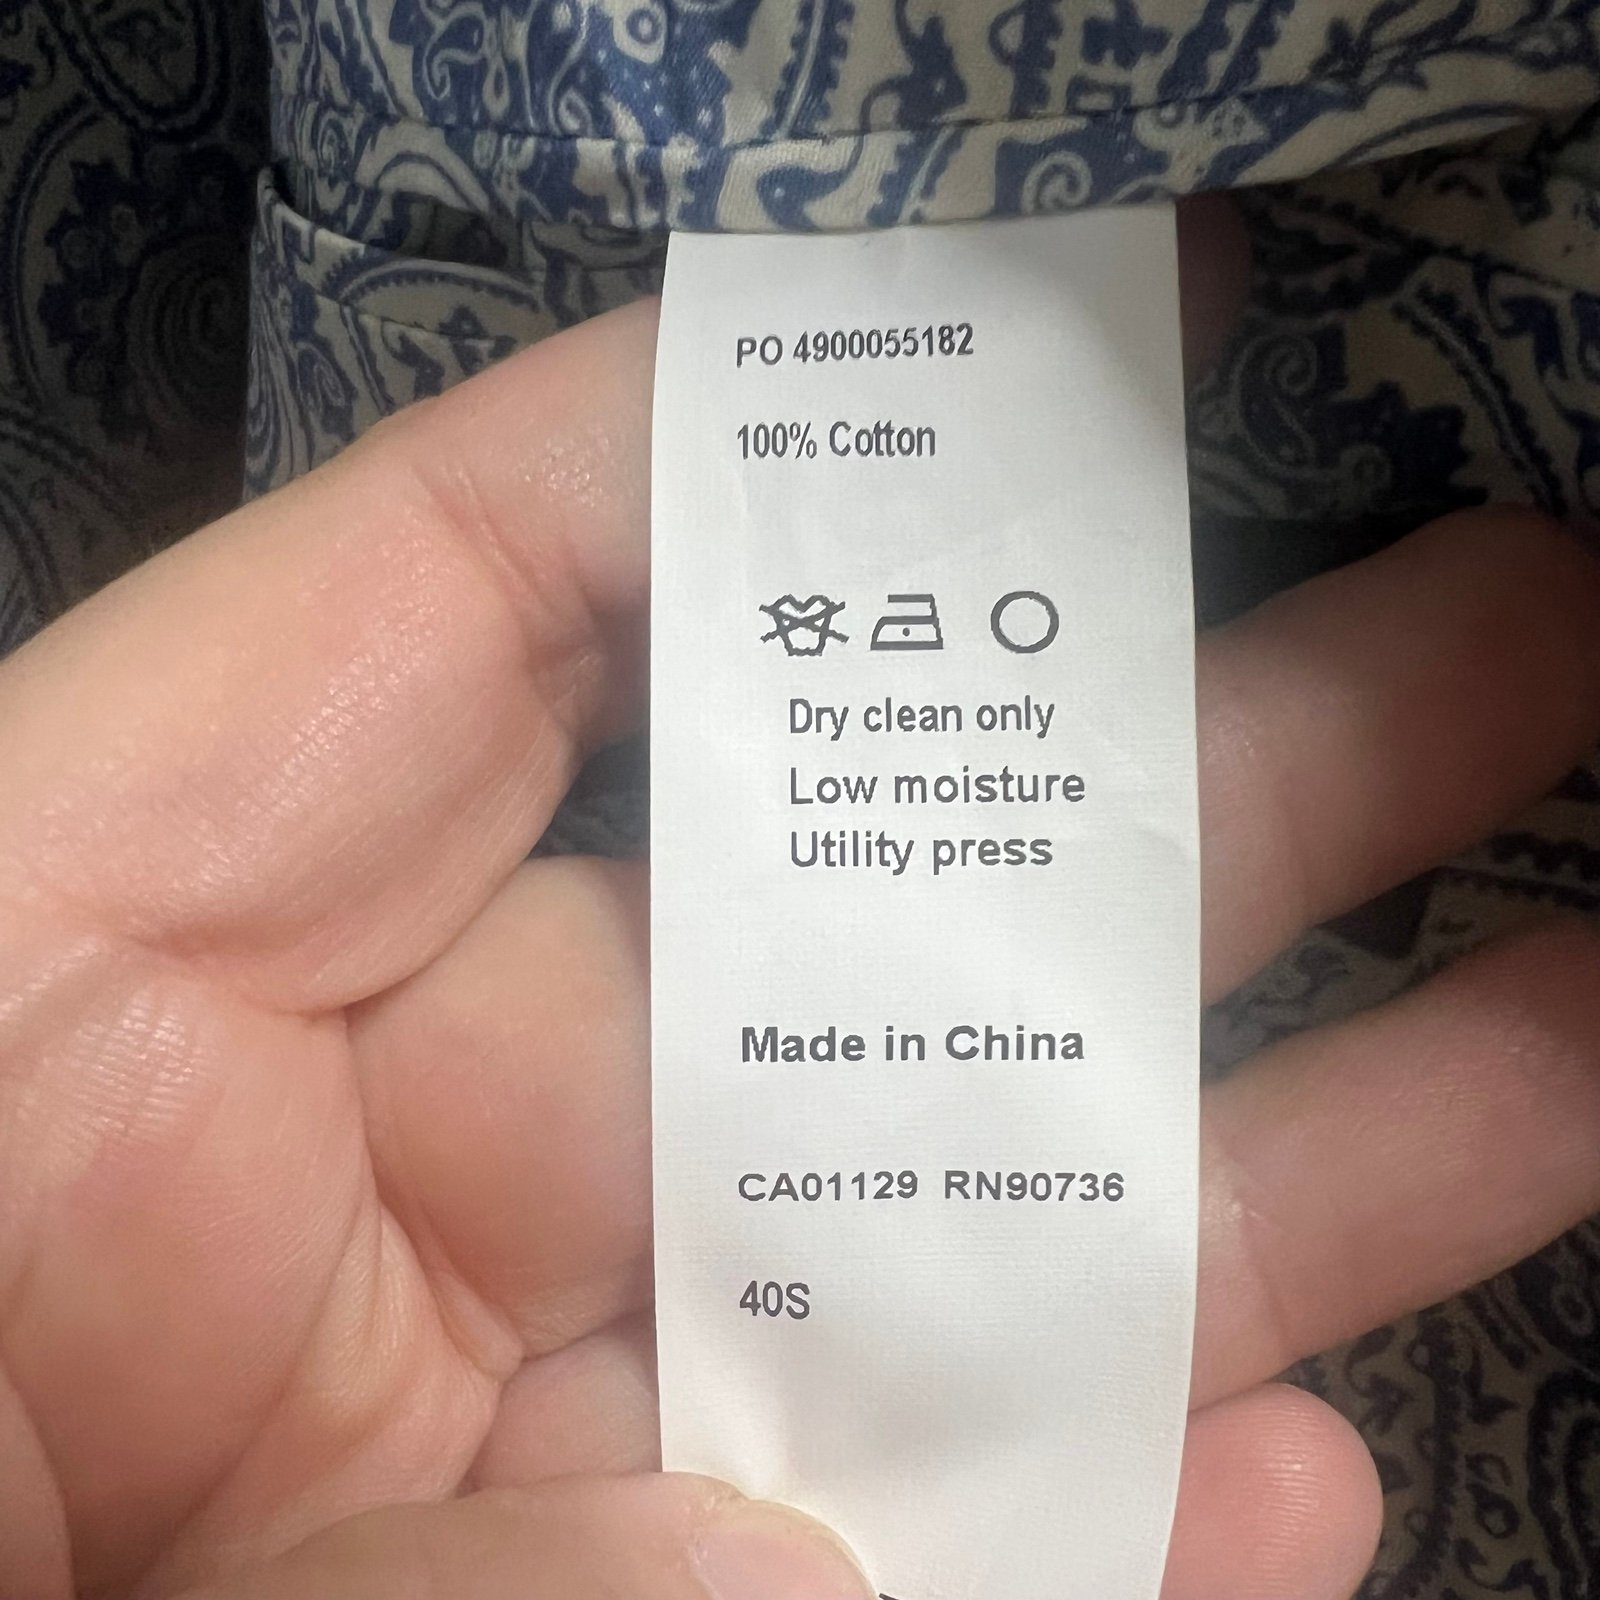 PO 4900055182
100% Cotton
Dry clean only
Low moisture
Utility press
Made in China
CA01129 RN90736
40S